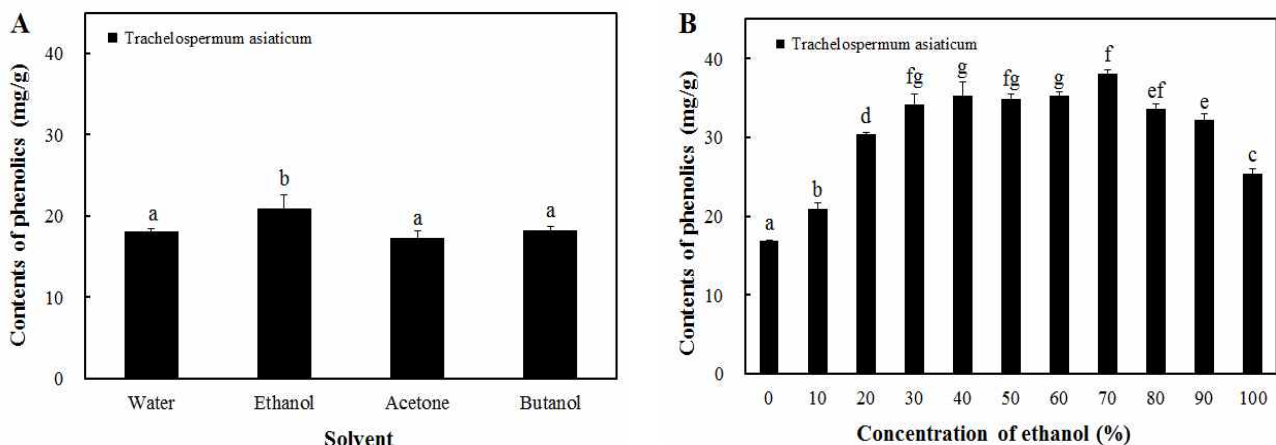 A
Trachelospermum asiaticum
Contents of phenolics (mg/g)
40
30
20
10
0
a
b
a
a
Water Ethanol Acetone Butanol
Solvent
B
Trachelospermum asiaticum
Contents of phenolics (mg/g)
40
30
20
10
0
a
b
d
fg
g
fg
g
f
ef
e
c
0 10 20 30 40 50 60 70 80 90 100
Concentration of ethanol (%)